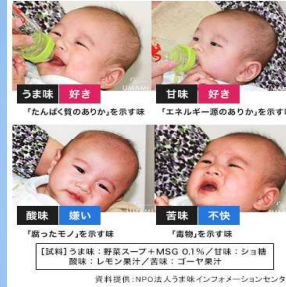 うま味 好き
甘味 好き
「たんぱく質のありか」を示す味
「エネルギー源のありか」を示す
酸味 嫌い
苦味 不快
「腐ったモノ」を示す味
「毒物」を示す味
【試料】うま味：野菜スープ＋MSG 0.1％／甘味：ショ糖
酸味：レモン果汁／苦味：ゴーヤ果汁
資料提供：NPO法人うま味インフォメーションセンタ